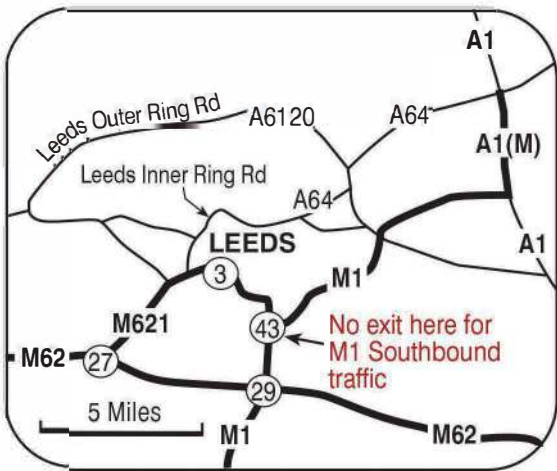 A1
Leeds Outer Ring Rd
A6120
A64
A1(M)
Leeds Inner Ring Rd
A64
LEEDS
A1
3
M1
M621
43
No exit here for
M1 Southbound
traffic
M62
27
29
5 Miles
M1
M62